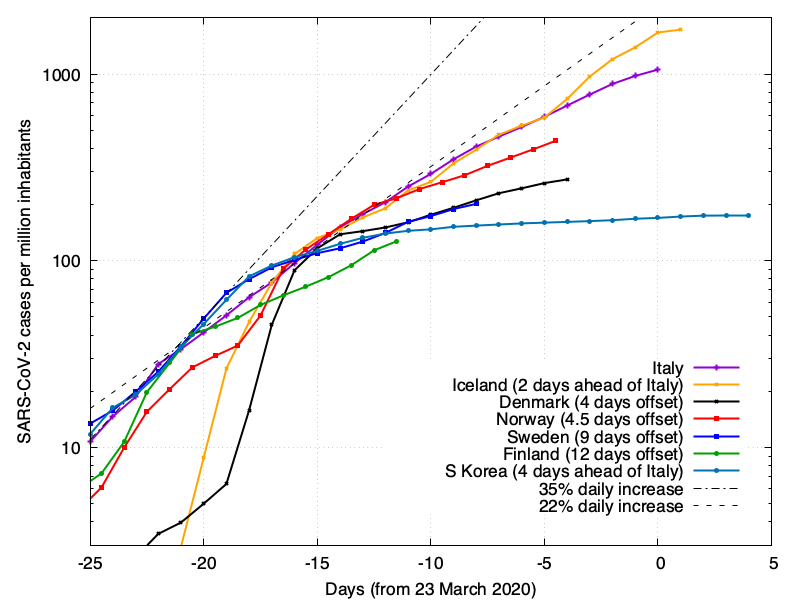 SARS-CoV-2 cases per million inhabitants
1000
100
10
Italy
Iceland (2 days ahead of Italy)
Denmark (4 days offset)
Norway (4.5 days offset)
Sweden (9 days offset)
Finland (12 days offset)
S Korea (4 days ahead of Italy)
35% daily increase
22% daily increase
-25 -20 -15 -10 -5 0 5
Days (from 23 March 2020)